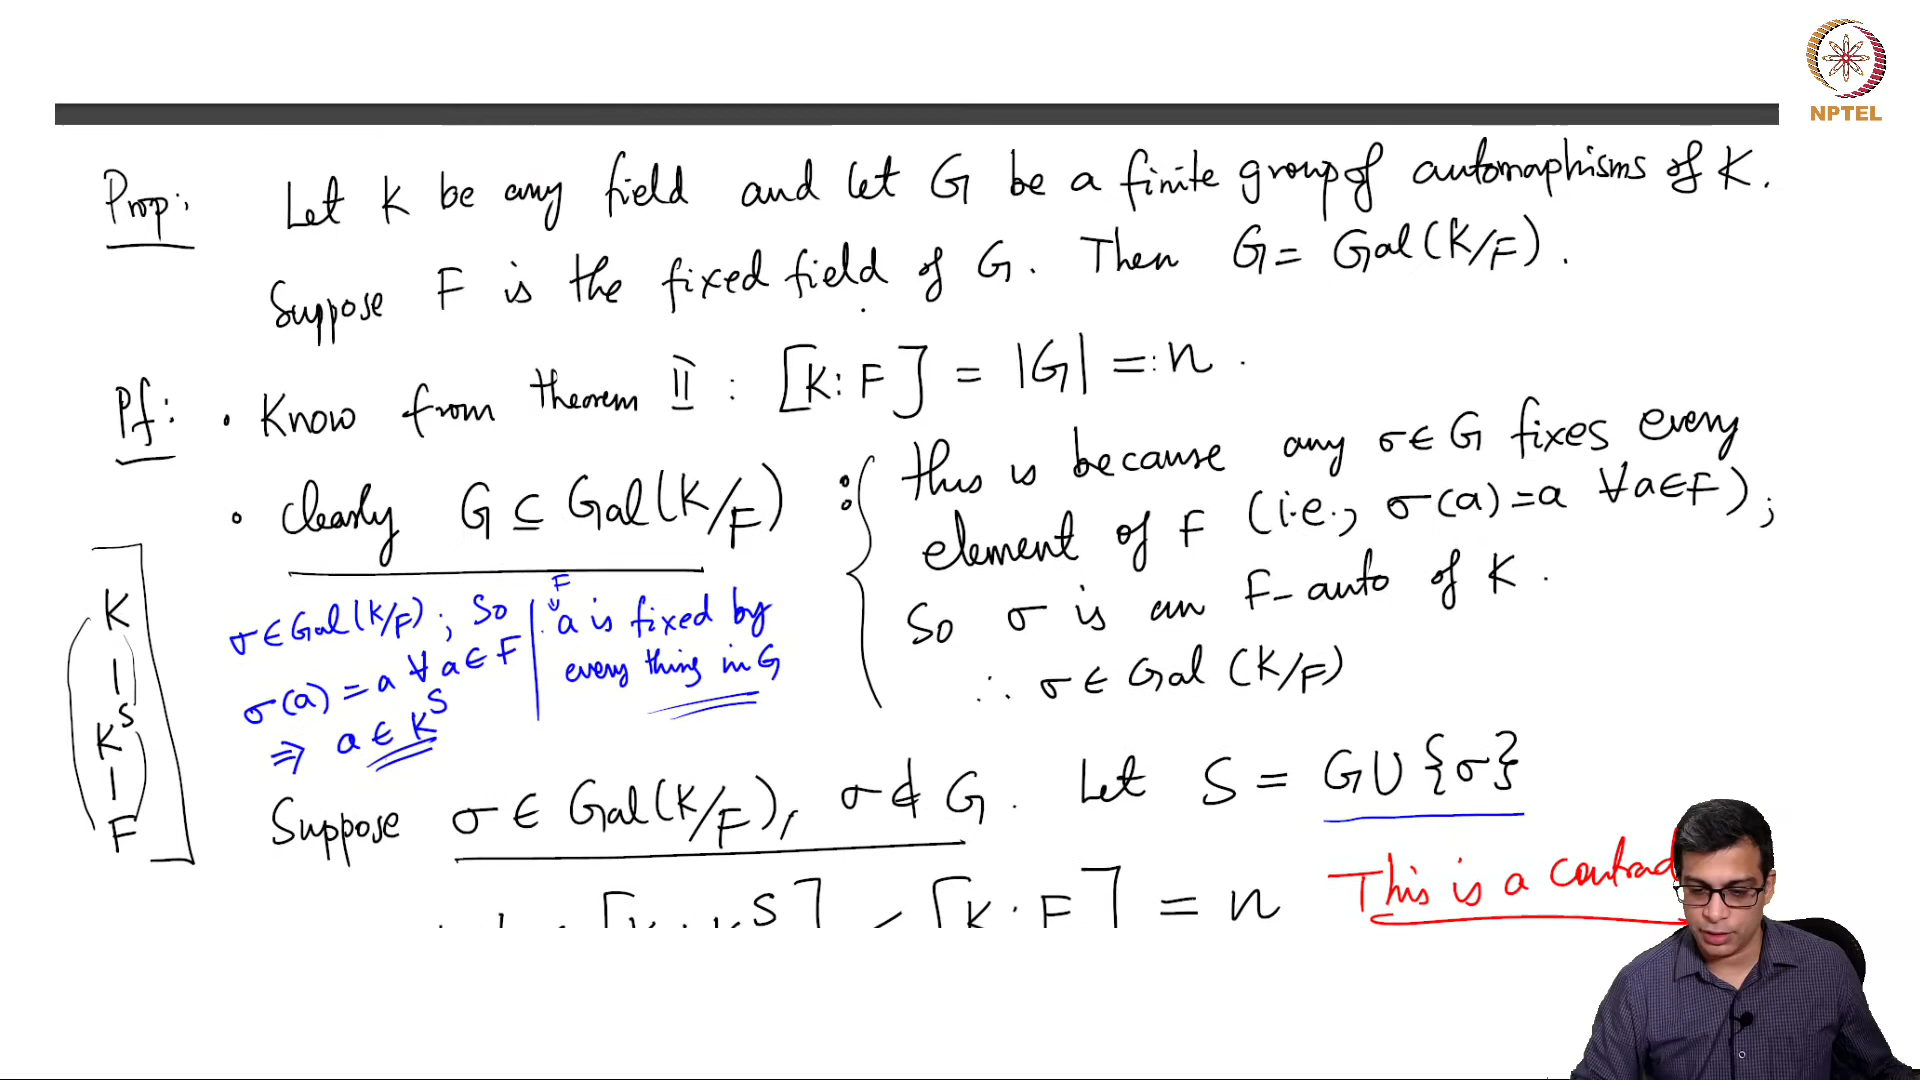 NPTEL
Prop: Let K be any field and let G be a finite group of automorphisms of K.
Suppose F is the fixed field of G. Then G = Gal(K/F).
Pf: • Know from theorem II : [K:F] = |G| =: n.
• Clearly G ⊆ Gal(K/F) :
this is because any σ ∈ G fixes every
element of F (i.e., σ(a) = a ∀ a ∈ F);
So σ is an F-auto of K.
∴ σ ∈ Gal(K/F)
σ ∈ Gal(K/F); So
σ(a) = a ∀ a ∈ F
⇒ a ∈ K^S
F
∪
a is fixed by
every thing in G
K
|
K^S
|
F
Suppose σ ∈ Gal(K/F), σ ∉ G. Let S = G ∪ {σ}
[K : K^S] [K : F] = n
This is a contrad